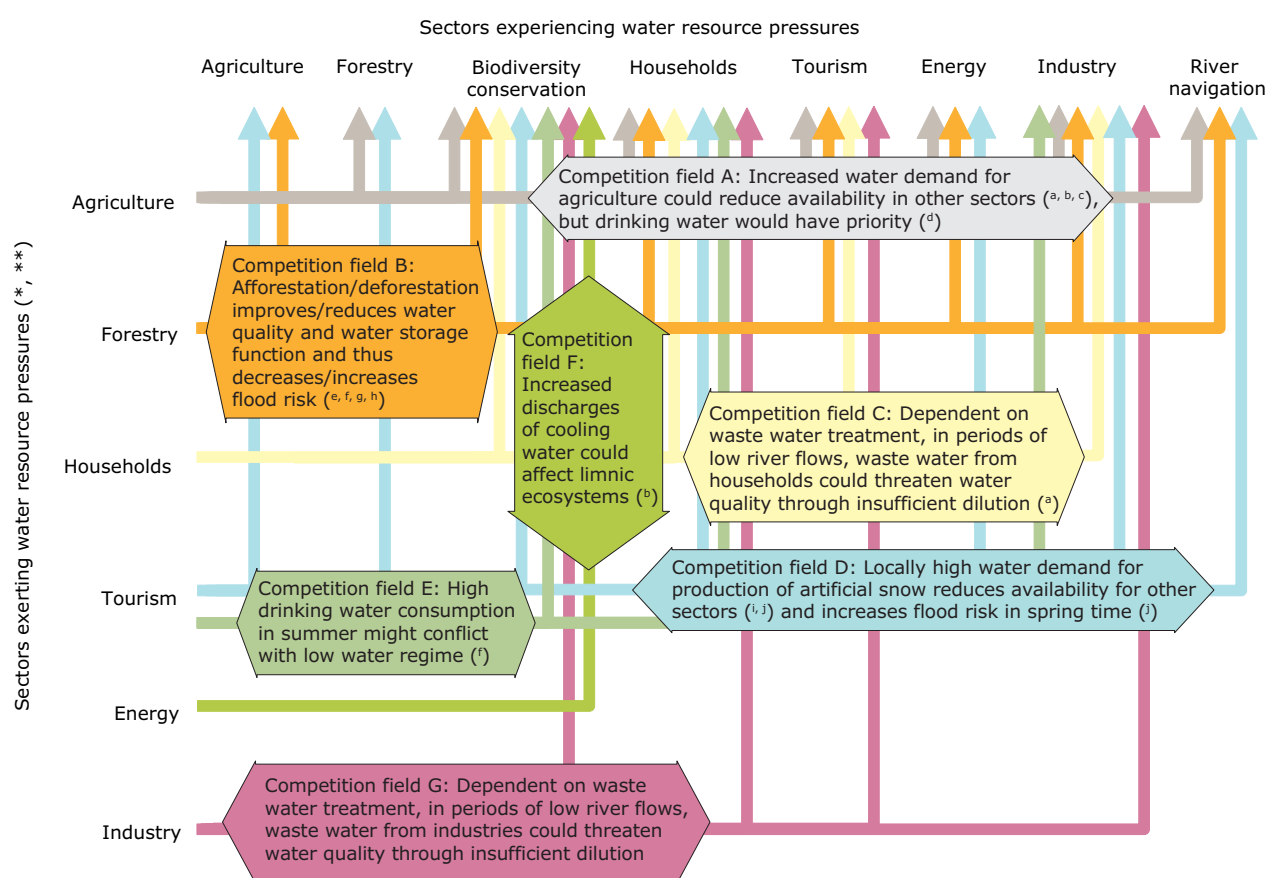 Sectors experiencing water resource pressures
Agriculture
Forestry
Biodiversity
conservation
Households
Tourism
Energy
Industry
River
navigation
Sectors exerting water resource pressures (*, **)
Agriculture
Competition field A: Increased water demand for
agriculture could reduce availability in other sectors (a, b, c),
but drinking water would have priority (d)
Forestry
Competition field B:
Afforestation/deforestation
improves/reduces water
quality and water storage
function and thus
decreases/increases
flood risk (e, f, g, h)
Competition
field F:
Increased
discharges
of cooling
water could
affect limnic
ecosystems (b)
Households
Competition field C: Dependent on
waste water treatment, in periods of
low river flows, waste water from
households could threaten water
quality through insufficient dilution (a)
Tourism
Competition field D: Locally high water demand for
production of artificial snow reduces availability for other
sectors (i, j) and increases flood risk in spring time (j)
Competition field E: High
drinking water consumption
in summer might conflict
with low water regime (f)
Energy
Industry
Competition field G: Dependent on waste
water treatment, in periods of low river flows,
waste water from industries could threaten
water quality through insufficient dilution